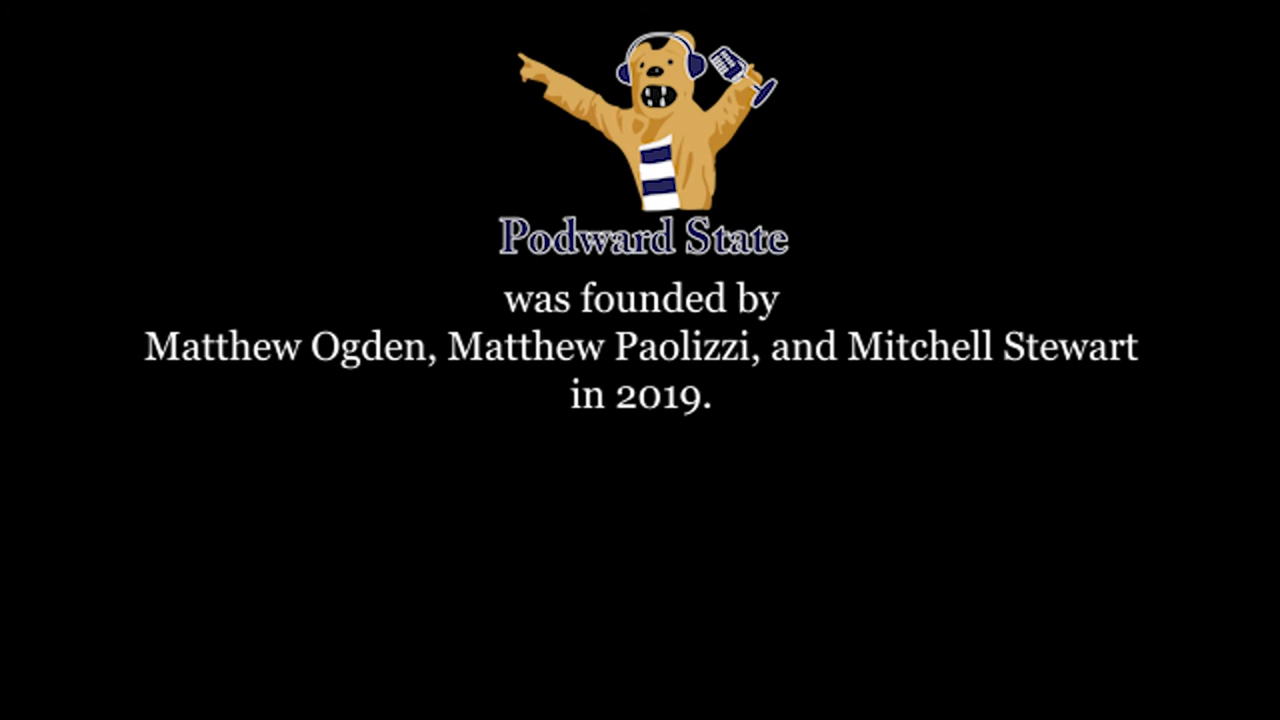 Podward State
was founded by
Matthew Ogden, Matthew Paolizzi, and Mitchell Stewart
in 2019.